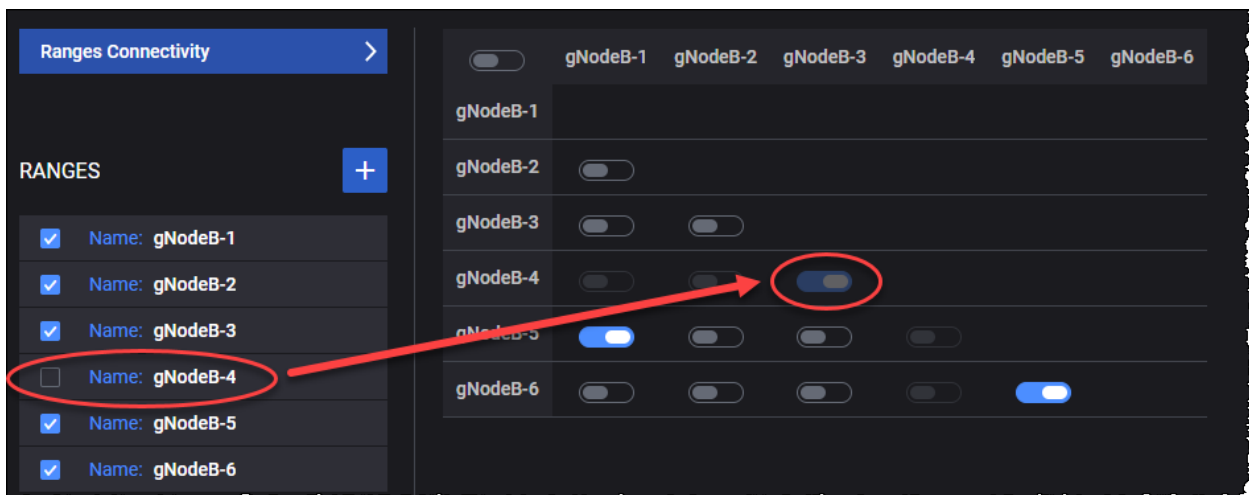 Ranges Connectivity
RANGES
Name: gNodeB-1
Name: gNodeB-2
Name: gNodeB-3
Name: gNodeB-4
Name: gNodeB-5
Name: gNodeB-6
gNodeB-1 gNodeB-2 gNodeB-3 gNodeB-4 gNodeB-5 gNodeB-6
gNodeB-1
gNodeB-2
gNodeB-3
gNodeB-4
gNodeB-5
gNodeB-6